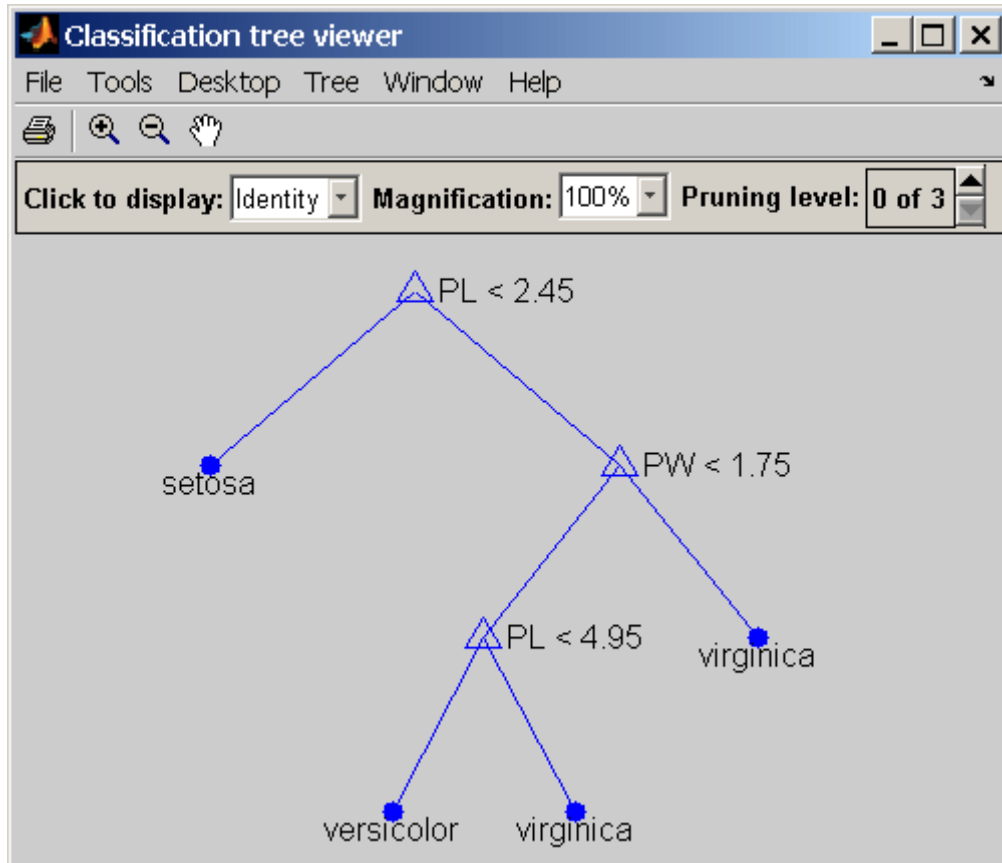 Classification tree viewer
File Tools Desktop Tree Window Help
Click to display: Identity Magnification: 100% Pruning level: 0 of 3
PL < 2.45
setosa
PW < 1.75
PL < 4.95
virginica
versicolor virginica